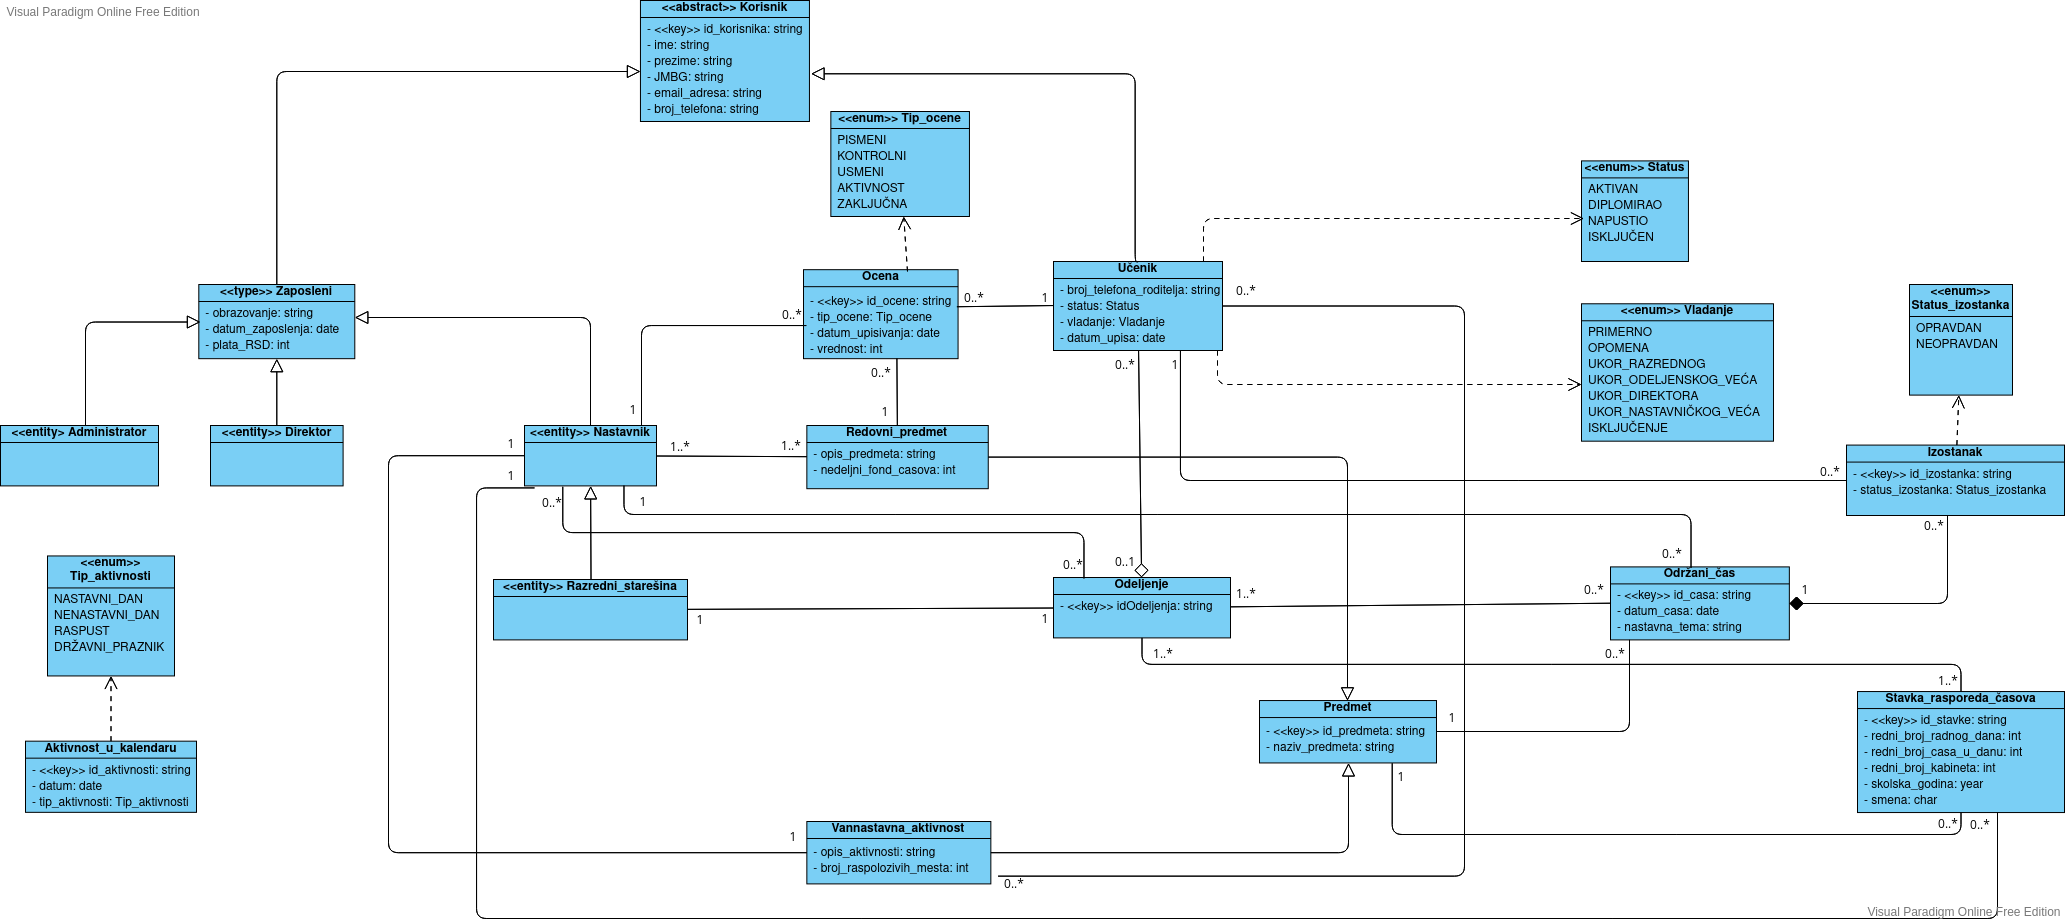 Visual Paradigm Online Free Edition
<<abstract>> Korisnik
- <<key>> id_korisnika: string
- ime: string
- prezime: string
- JMBG: string
- email_adresa: string
- broj_telefona: string
<<enum>> Tip_ocene
PISMENI
KONTROLNI
USMENI
AKTIVNOST
ZAKLJUČNA
<<enum>> Status
AKTIVAN
DIPLOMIRAO
NAPUSTIO
ISKLJUČEN
<<type>> Zaposleni
- obrazovanje: string
- datum_zaposlenja: date
- plata_RSD: int
Ocena
- <<key>> id_ocene: string
- tip_ocene: Tip_ocene
- datum_upisivanja: date
- vrednost: int
0..*
0..*
1
0..*
1
1
Učenik
- broj_telefona_roditelja: string
- status: Status
- vladanje: Vladanje
- datum_upisa: date
0..*
0..*
1
<<enum>> Vladanje
PRIMERNO
OPOMENA
UKOR_RAZREDNOG
UKOR_ODELJENSKOG_VEĆA
UKOR_DIREKTORA
UKOR_NASTAVNIČKOG_VEĆA
ISKLJUČENJE
<<enum>>
Status_izostanka
OPRAVDAN
NEOPRAVDAN
<<entity> Administrator
<<entity>> Direktor
<<entity>> Nastavnik
1
1
0..*
1
1..*
1..*
Redovni_predmet
- opis_predmeta: string
- nedeljni_fond_casova: int
Izostanak
- <<key>> id_izostanka: string
- status_izostanka: Status_izostanka
0..*
0..*
<<enum>>
Tip_aktivnosti
NASTAVNI_DAN
NENASTAVNI_DAN
RASPUST
DRŽAVNI_PRAZNIK
<<entity>> Razredni_starešina
1
1
0..*
0..1
Odeljenje
- <<key>> idOdeljenja: string
1..*
0..*
1..*
0..*
Održani_čas
- <<key>> id_casa: string
- datum_casa: date
- nastavna_tema: string
1
0..*
1..*
Stavka_rasporeda_časova
- <<key>> id_stavke: string
- redni_broj_radnog_dana: int
- redni_broj_casa_u_danu: int
- redni_broj_kabineta: int
- skolska_godina: year
- smena: char
0..*
0..*
Predmet
- <<key>> id_predmeta: string
- naziv_predmeta: string
1
1
Aktivnost_u_kalendaru
- <<key>> id_aktivnosti: string
- datum: date
- tip_aktivnosti: Tip_aktivnosti
1
Vannastavna_aktivnost
- opis_aktivnosti: string
- broj_raspolozivih_mesta: int
0..*
Visual Paradigm Online Free Edition